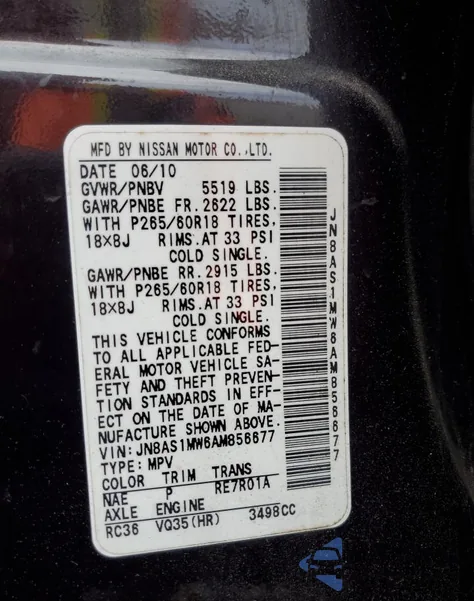 MFD BY NISSAN MOTOR CO.,LTD.
DATE 06/10
GVWR/PNBV 5519 LBS.
GAWR/PNBE FR. 2622 LBS.
WITH P265/60R18 TIRES.
18×8J RIMS.AT 33 PSI
COLD SINGLE.
GAWR/PNBE RR. 2915 LBS.
WITH P265/60R18 TIRES,
18×8J RIMS.AT 33 PSI
COLD SINGLE.
THIS VEHICLE CONFORMS
TO ALL APPLICABLE FED-
ERAL MOTOR VEHICLE SA-
FETY AND THEFT PREVEN-
TION STANDARDS IN EFF-
ECT ON THE DATE OF MA-
NUFACTURE SHOWN ABOVE.
VIN: JN8AS1MW6AM856677
TYPE: MPV
COLOR TRIM TRANS
NAE P RE7R01A
AXLE ENGINE
RC36 VQ35(HR) 3498CC
JN8AS1MW6AM856677